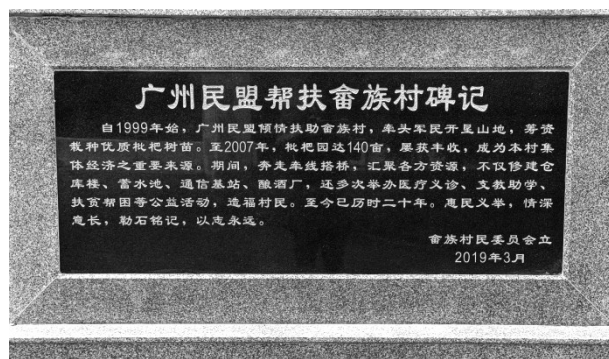 广州民盟帮扶畲族村碑记
自1999年始，广州民盟倾情扶助畲族村，牵头军民开垦山地，筹资
栽种优质枇杷树苗。至2007年，枇杷园达140亩，屡获丰收，成为本村集
体经济之重要来源。期间，奔走牵线搭桥，汇聚各方资源，不仅修建仓
库楼、蓄水池、通信基站、酿酒厂，还多次举办医疗义诊、支教助学、
扶贫帮困等公益活动，造福村民。至今已历时二十年。惠民义举，情深
意长，勒石铭记，以志永远。
畲族村民委员会立
2019年3月